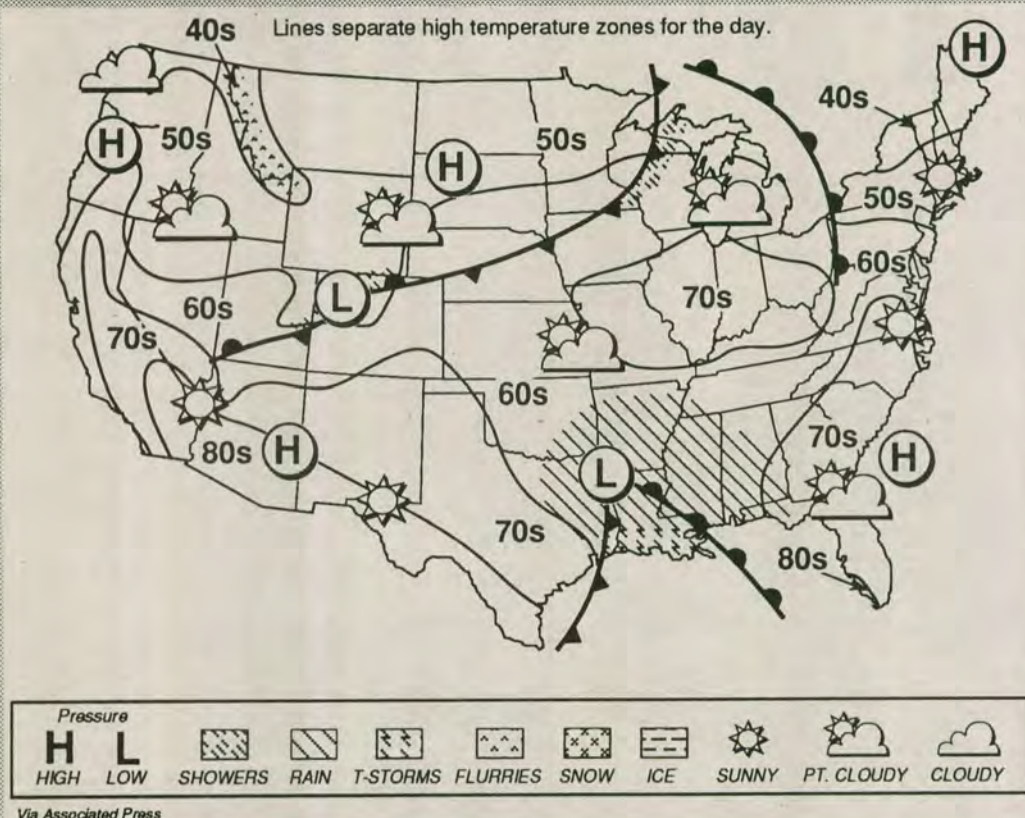 Lines separate high temperature zones for the day.
40s
H
40s
H
50s
H
50s
50s
60s
L
60s
70s
70s
60s
80s
H
L
70s
H
70s
80s
Pressure
H L
HIGH LOW SHOWERS RAIN T-STORMS FLURRIES SNOW ICE SUNNY PT. CLOUDY CLOUDY
Via Associated Press